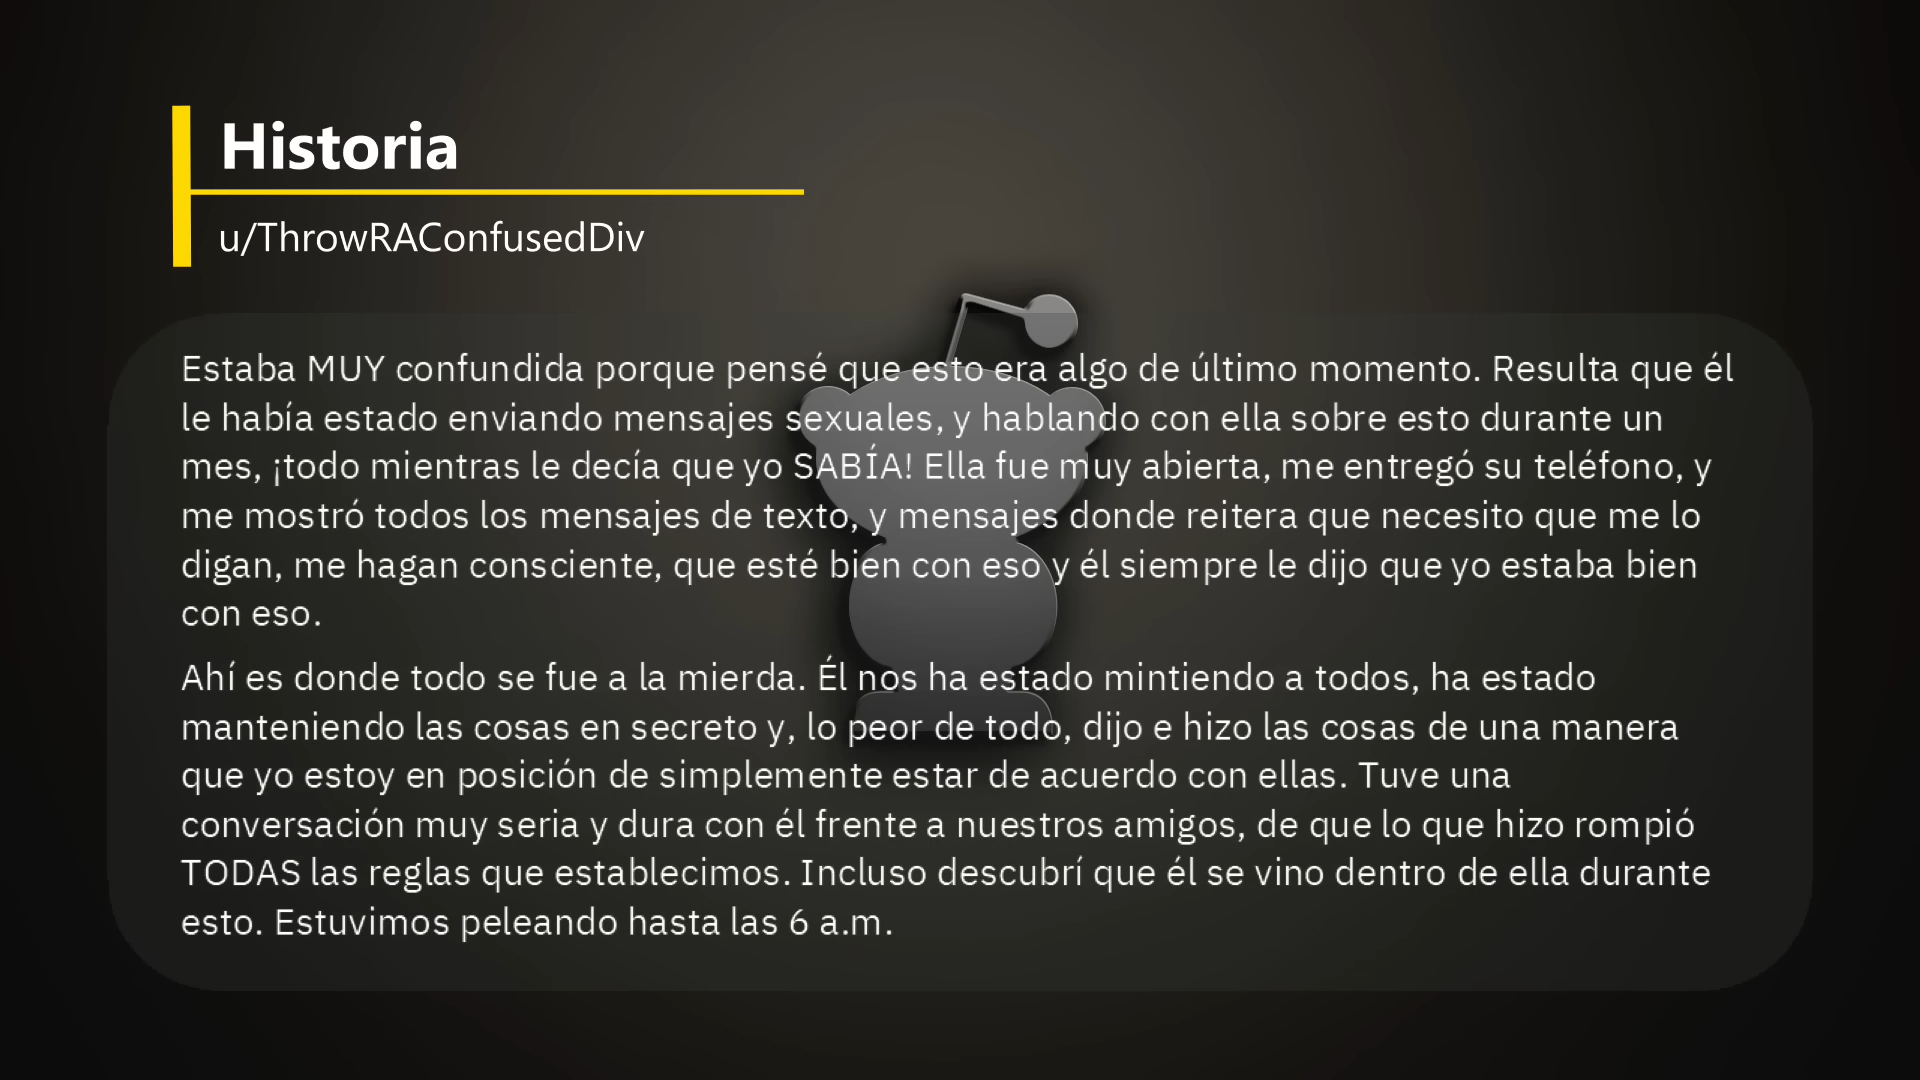 Historia
u/ThrowRAConfusedDiv
Estaba MUY confundida porque pensé que esto era algo de último momento. Resulta que él
le había estado enviando mensajes sexuales, y hablando con ella sobre esto durante un
mes, ¡todo mientras le decía que yo SABÍA! Ella fue muy abierta, me entregó su teléfono, y
me mostró todos los mensajes de texto, y mensajes donde reitera que necesito que me lo
digan, me hagan consciente, que esté bien con eso y él siempre le dijo que yo estaba bien
con eso.
Ahí es donde todo se fue a la mierda. Él nos ha estado mintiendo a todos, ha estado
manteniendo las cosas en secreto y, lo peor de todo, dijo e hizo las cosas de una manera
que yo estoy en posición de simplemente estar de acuerdo con ellas. Tuve una
conversación muy seria y dura con él frente a nuestros amigos, de que lo que hizo rompió
TODAS las reglas que establecimos. Incluso descubrí que él se vino dentro de ella durante
esto. Estuvimos peleando hasta las 6 a.m.